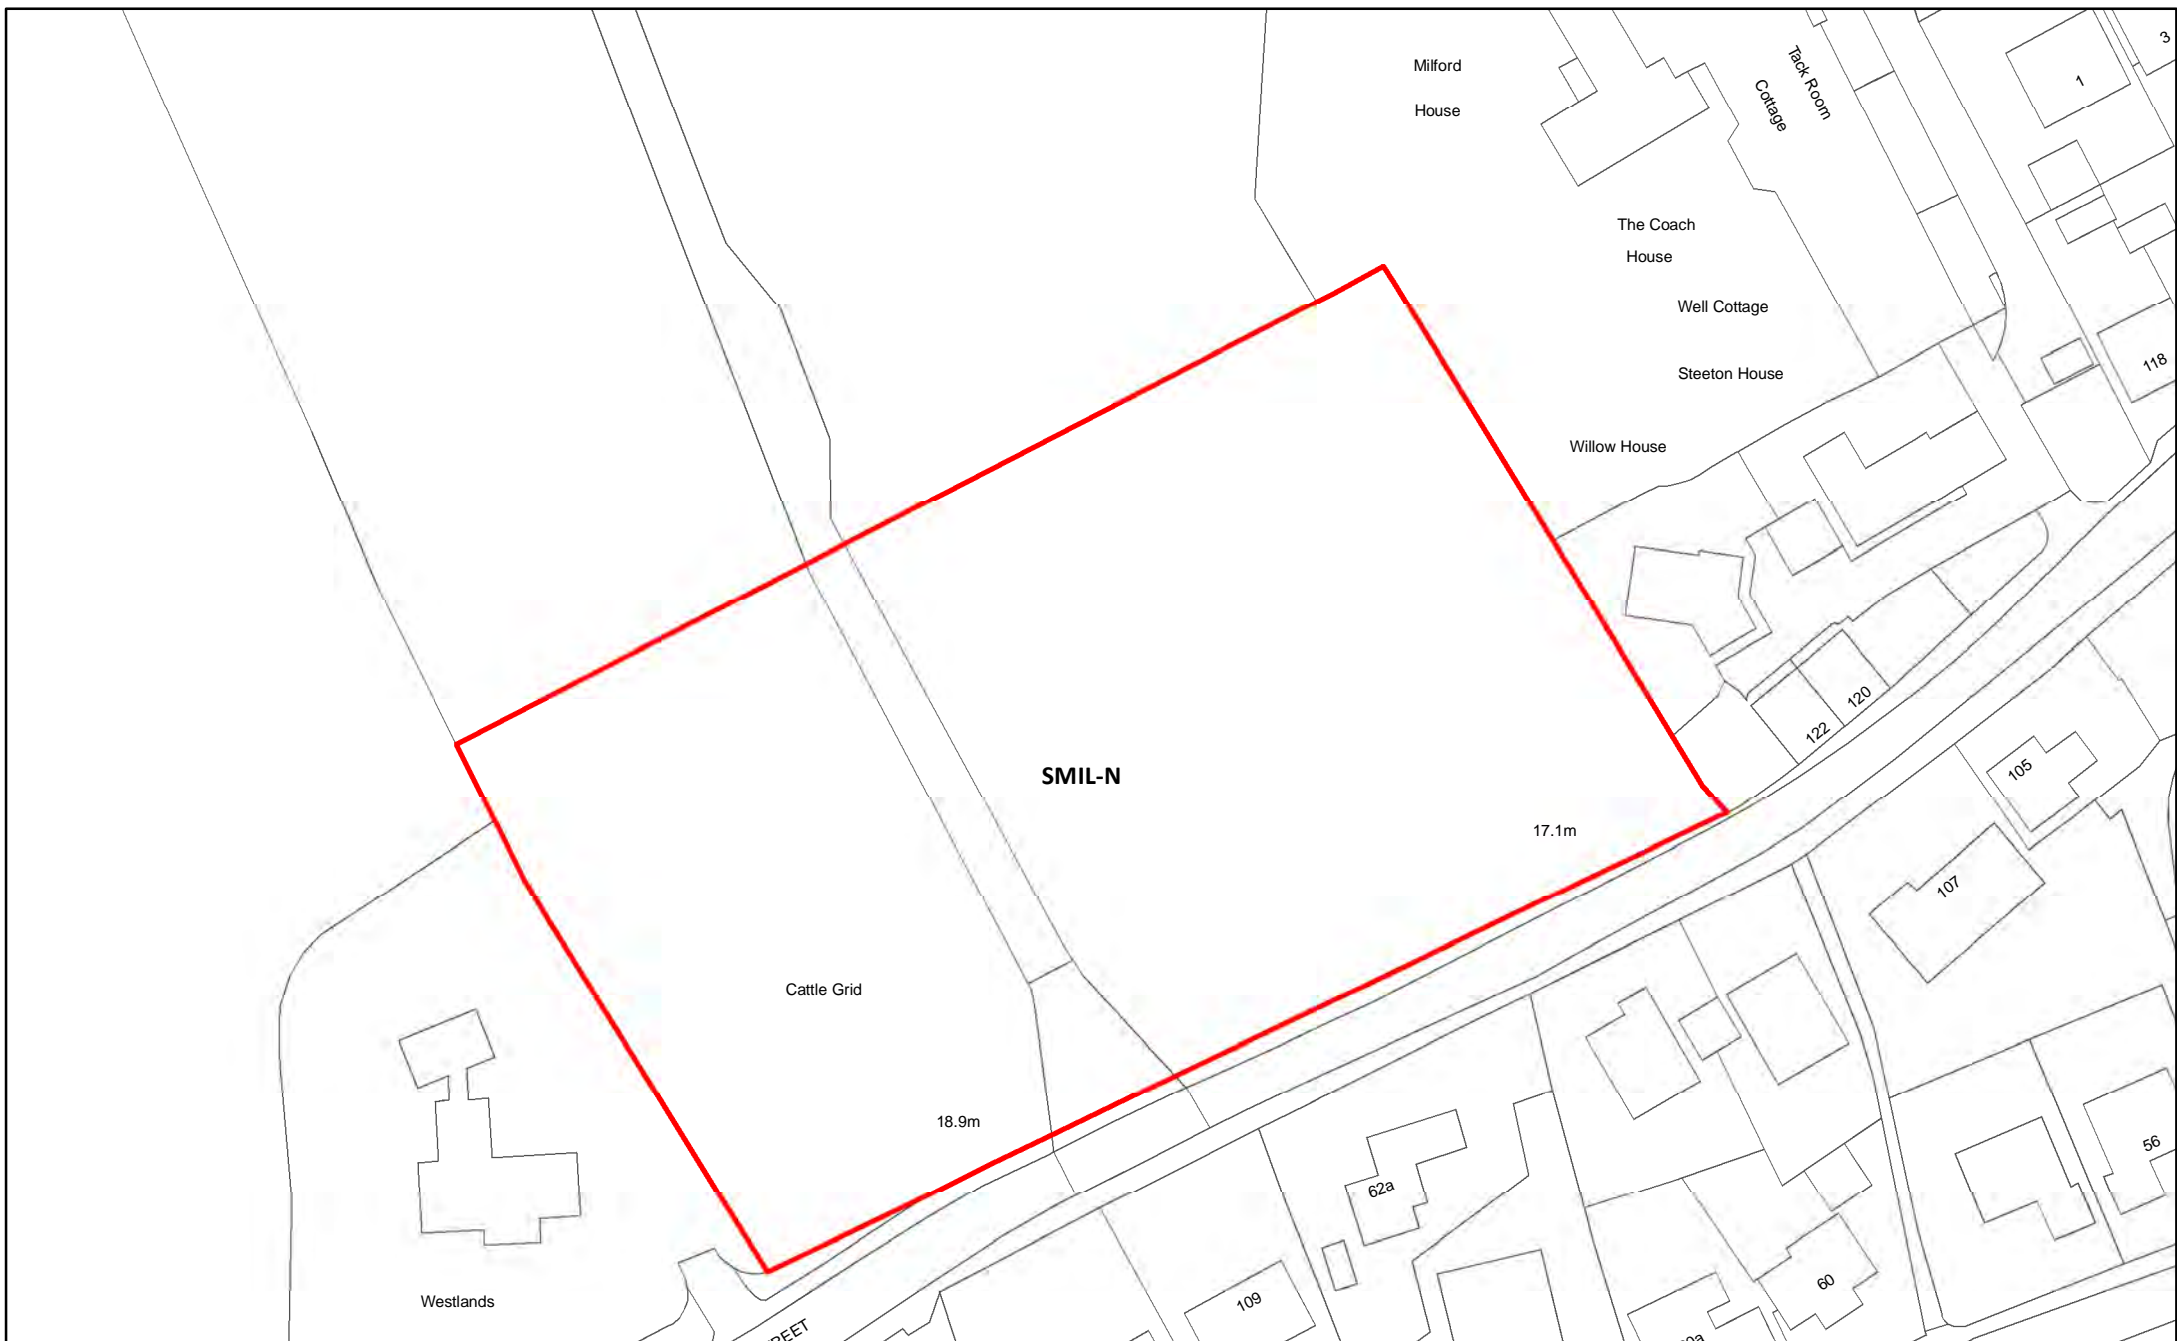 Milford
House
Tack Room
Cottage
1
3
The Coach
House
Well Cottage
118
Steeton House
Willow House
120
122
SMIL-N
105
17.1m
107
Cattle Grid
18.9m
56
62a
60
Westlands
109